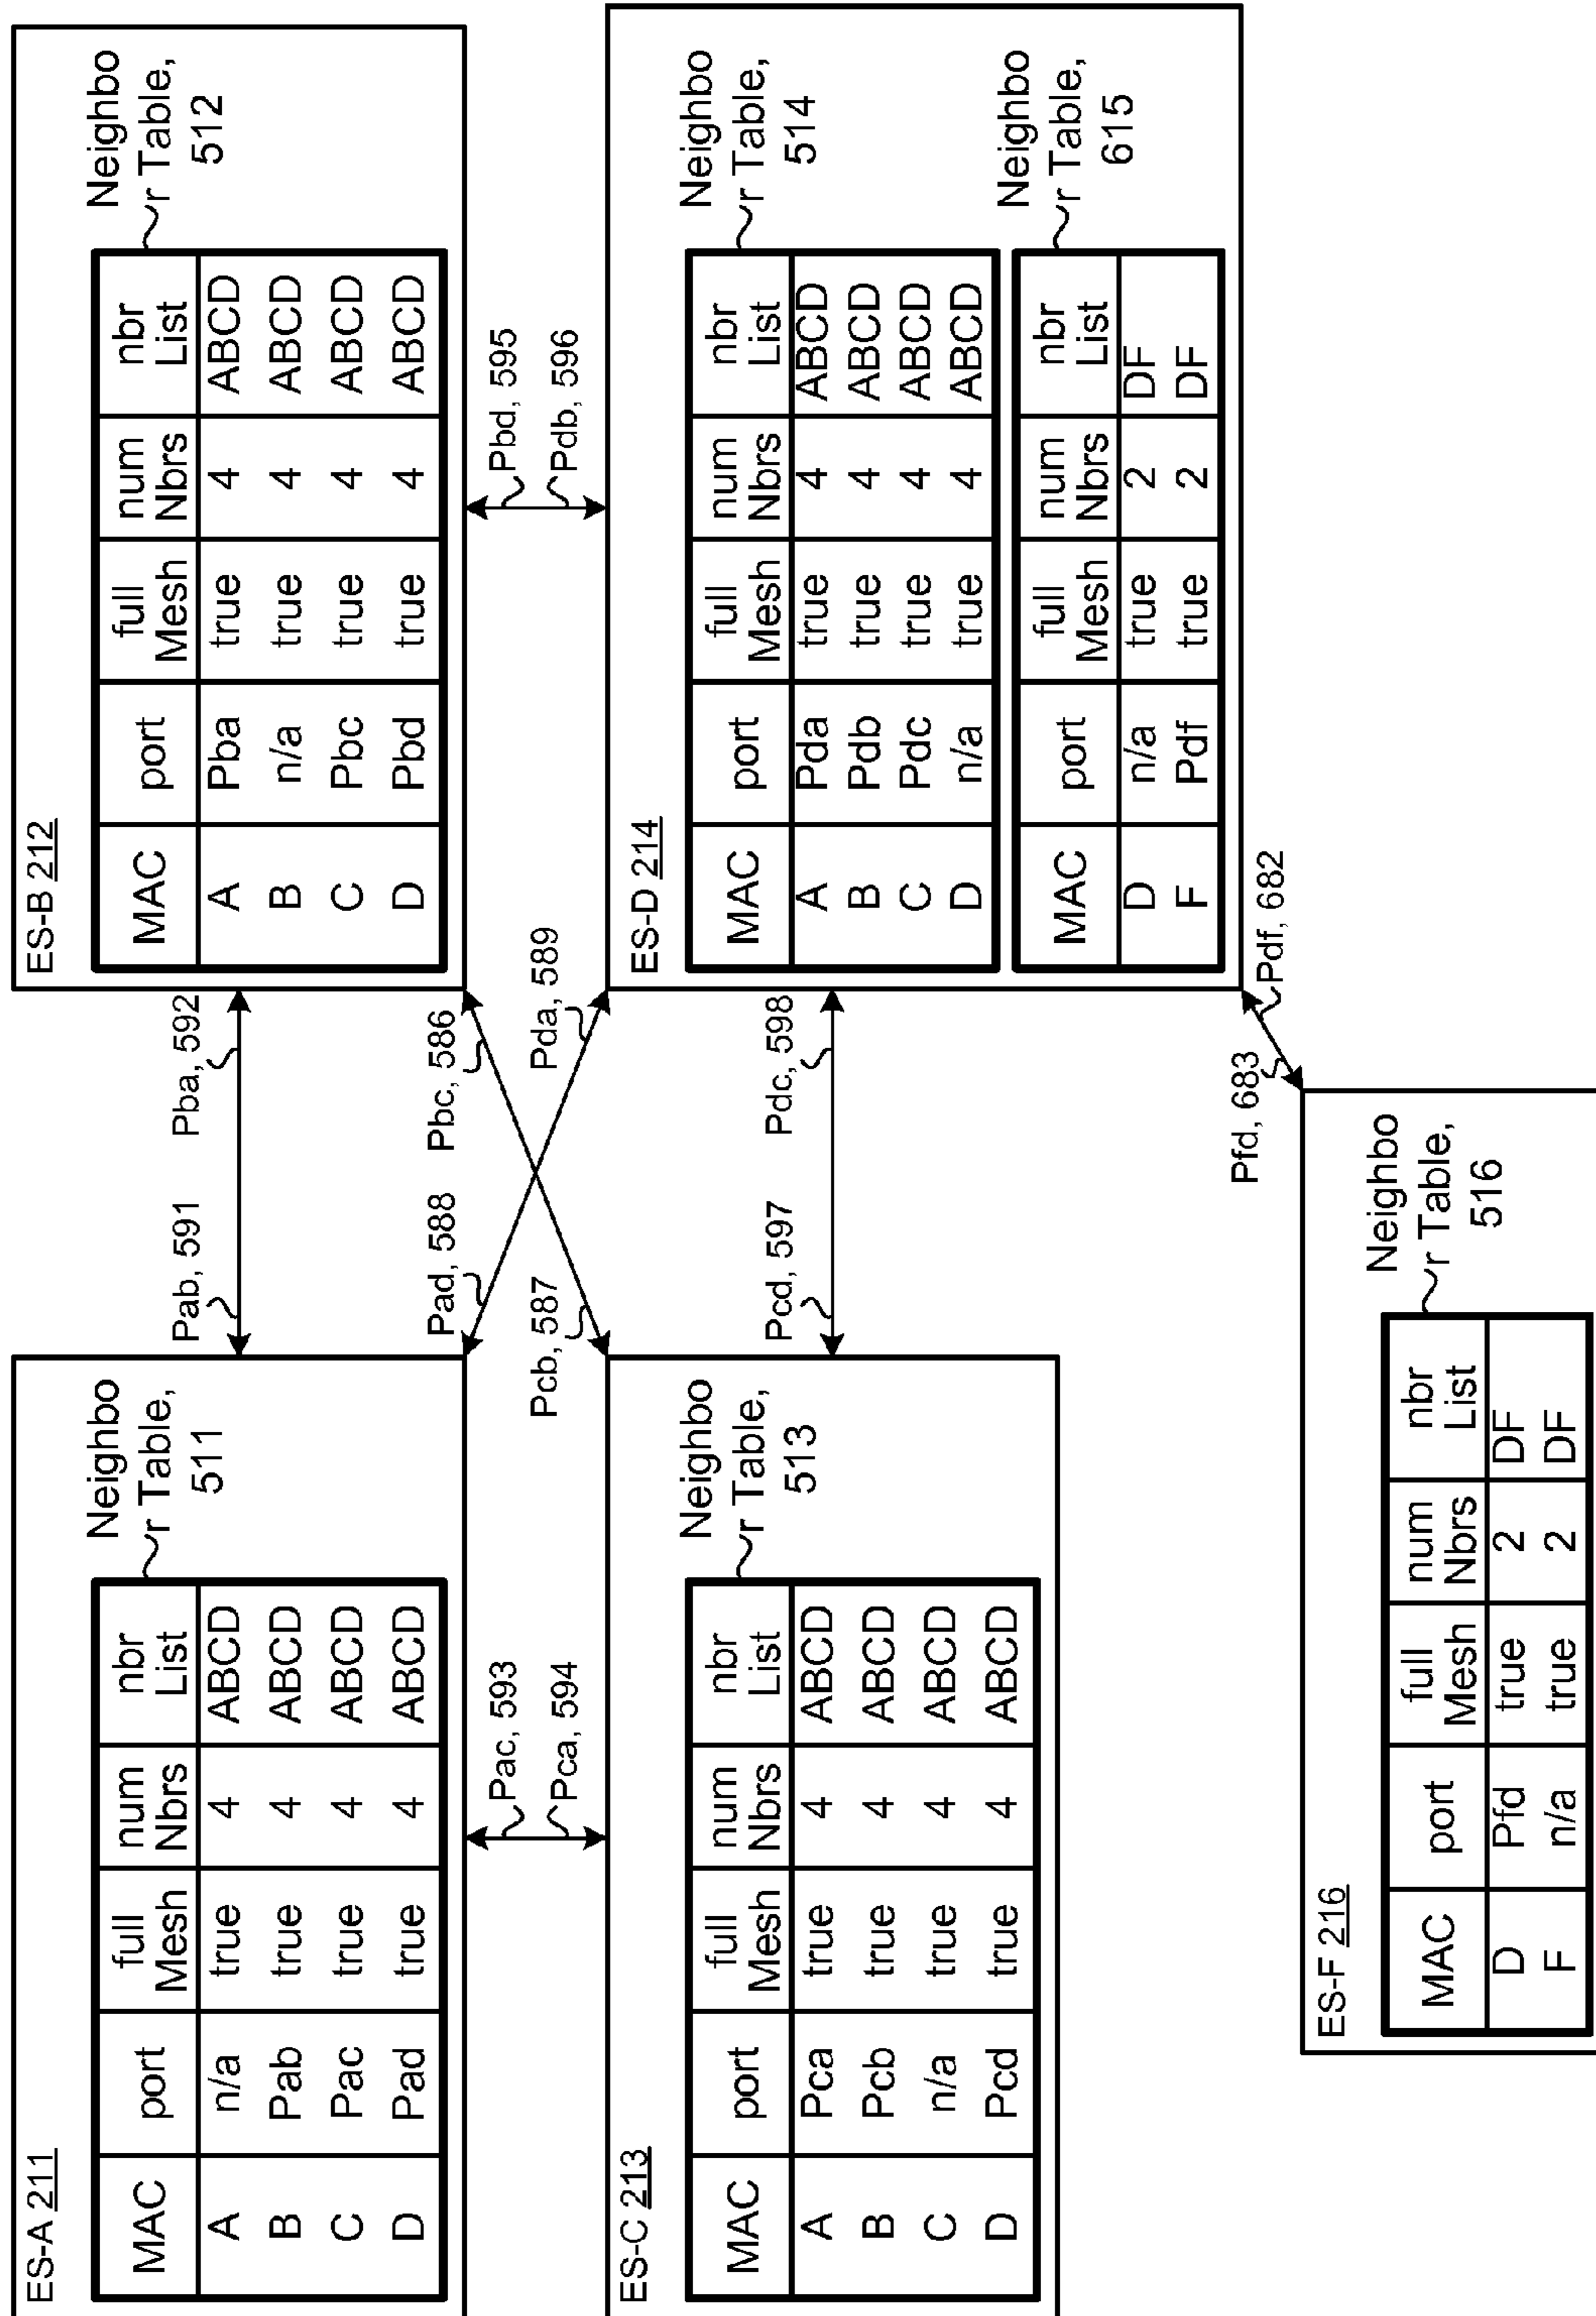 ES-A 211
MAC port full Mesh num Nbrs nbr List
A n/a true 4 ABCD
B Pab true 4 ABCD
C Pac true 4 ABCD
D Pad true 4 ABCD
Neighbo
r Table,
511
Pab, 591
Pba, 592
ES-B 212
MAC port full Mesh num Nbrs nbr List
A Pba true 4 ABCD
B n/a true 4 ABCD
C Pbc true 4 ABCD
D Pbd true 4 ABCD
Neighbo
r Table,
512
Pac, 593
Pca, 594
Pad, 588
Pcb, 587
Pbc, 586
Pda, 589
Pbd, 595
Pdb, 596
ES-C 213
MAC port full Mesh num Nbrs nbr List
A Pca true 4 ABCD
B Pcb true 4 ABCD
C n/a true 4 ABCD
D Pcd true 4 ABCD
Neighbo
r Table,
513
Pcd, 597
Pdc, 598
ES-D 214
MAC port full Mesh num Nbrs nbr List
A Pda true 4 ABCD
B Pdb true 4 ABCD
C Pdc true 4 ABCD
D n/a true 4 ABCD
Neighbo
r Table,
514
MAC port full Mesh num Nbrs nbr List
D n/a true 2 DF
F Pdf true 2 DF
Neighbo
r Table,
615
Pfd, 683
Pdf, 682
ES-F 216
MAC port full Mesh num Nbrs nbr List
D Pfd true 2 DF
F n/a true 2 DF
Neighbo
r Table,
516